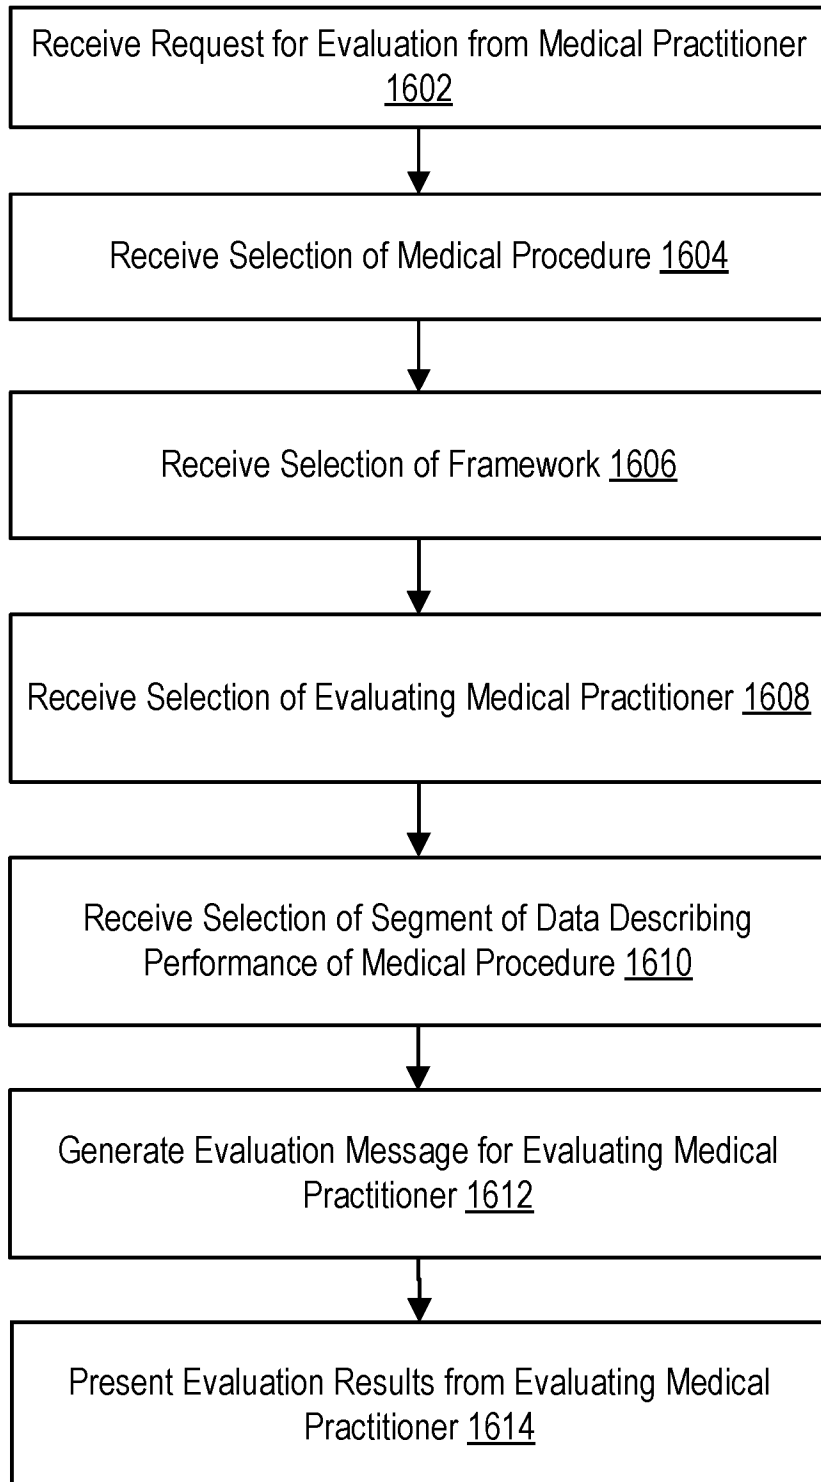 Receive Request for Evaluation from Medical Practitioner
1602
Receive Selection of Medical Procedure 1604
Receive Selection of Framework 1606
Receive Selection of Evaluating Medical Practitioner 1608
Receive Selection of Segment of Data Describing
Performance of Medical Procedure 1610
Generate Evaluation Message for Evaluating Medical
Practitioner 1612
Present Evaluation Results from Evaluating Medical
Practitioner 1614